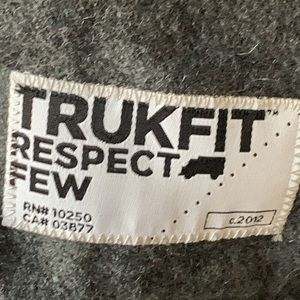 TRUKFIT™
RESPECT
FEW
RN# 10250
CA# 03877
c.2012